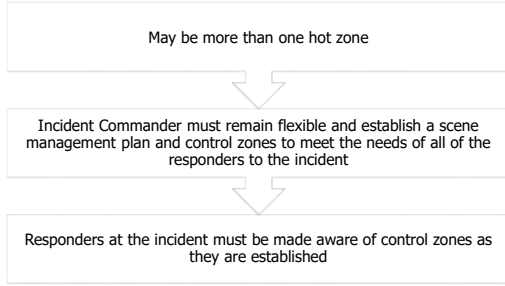 May be more than one hot zone
Incident Commander must remain flexible and establish a scene
management plan and control zones to meet the needs of all of the
responders to the incident
Responders at the incident must be made aware of control zones as
they are established